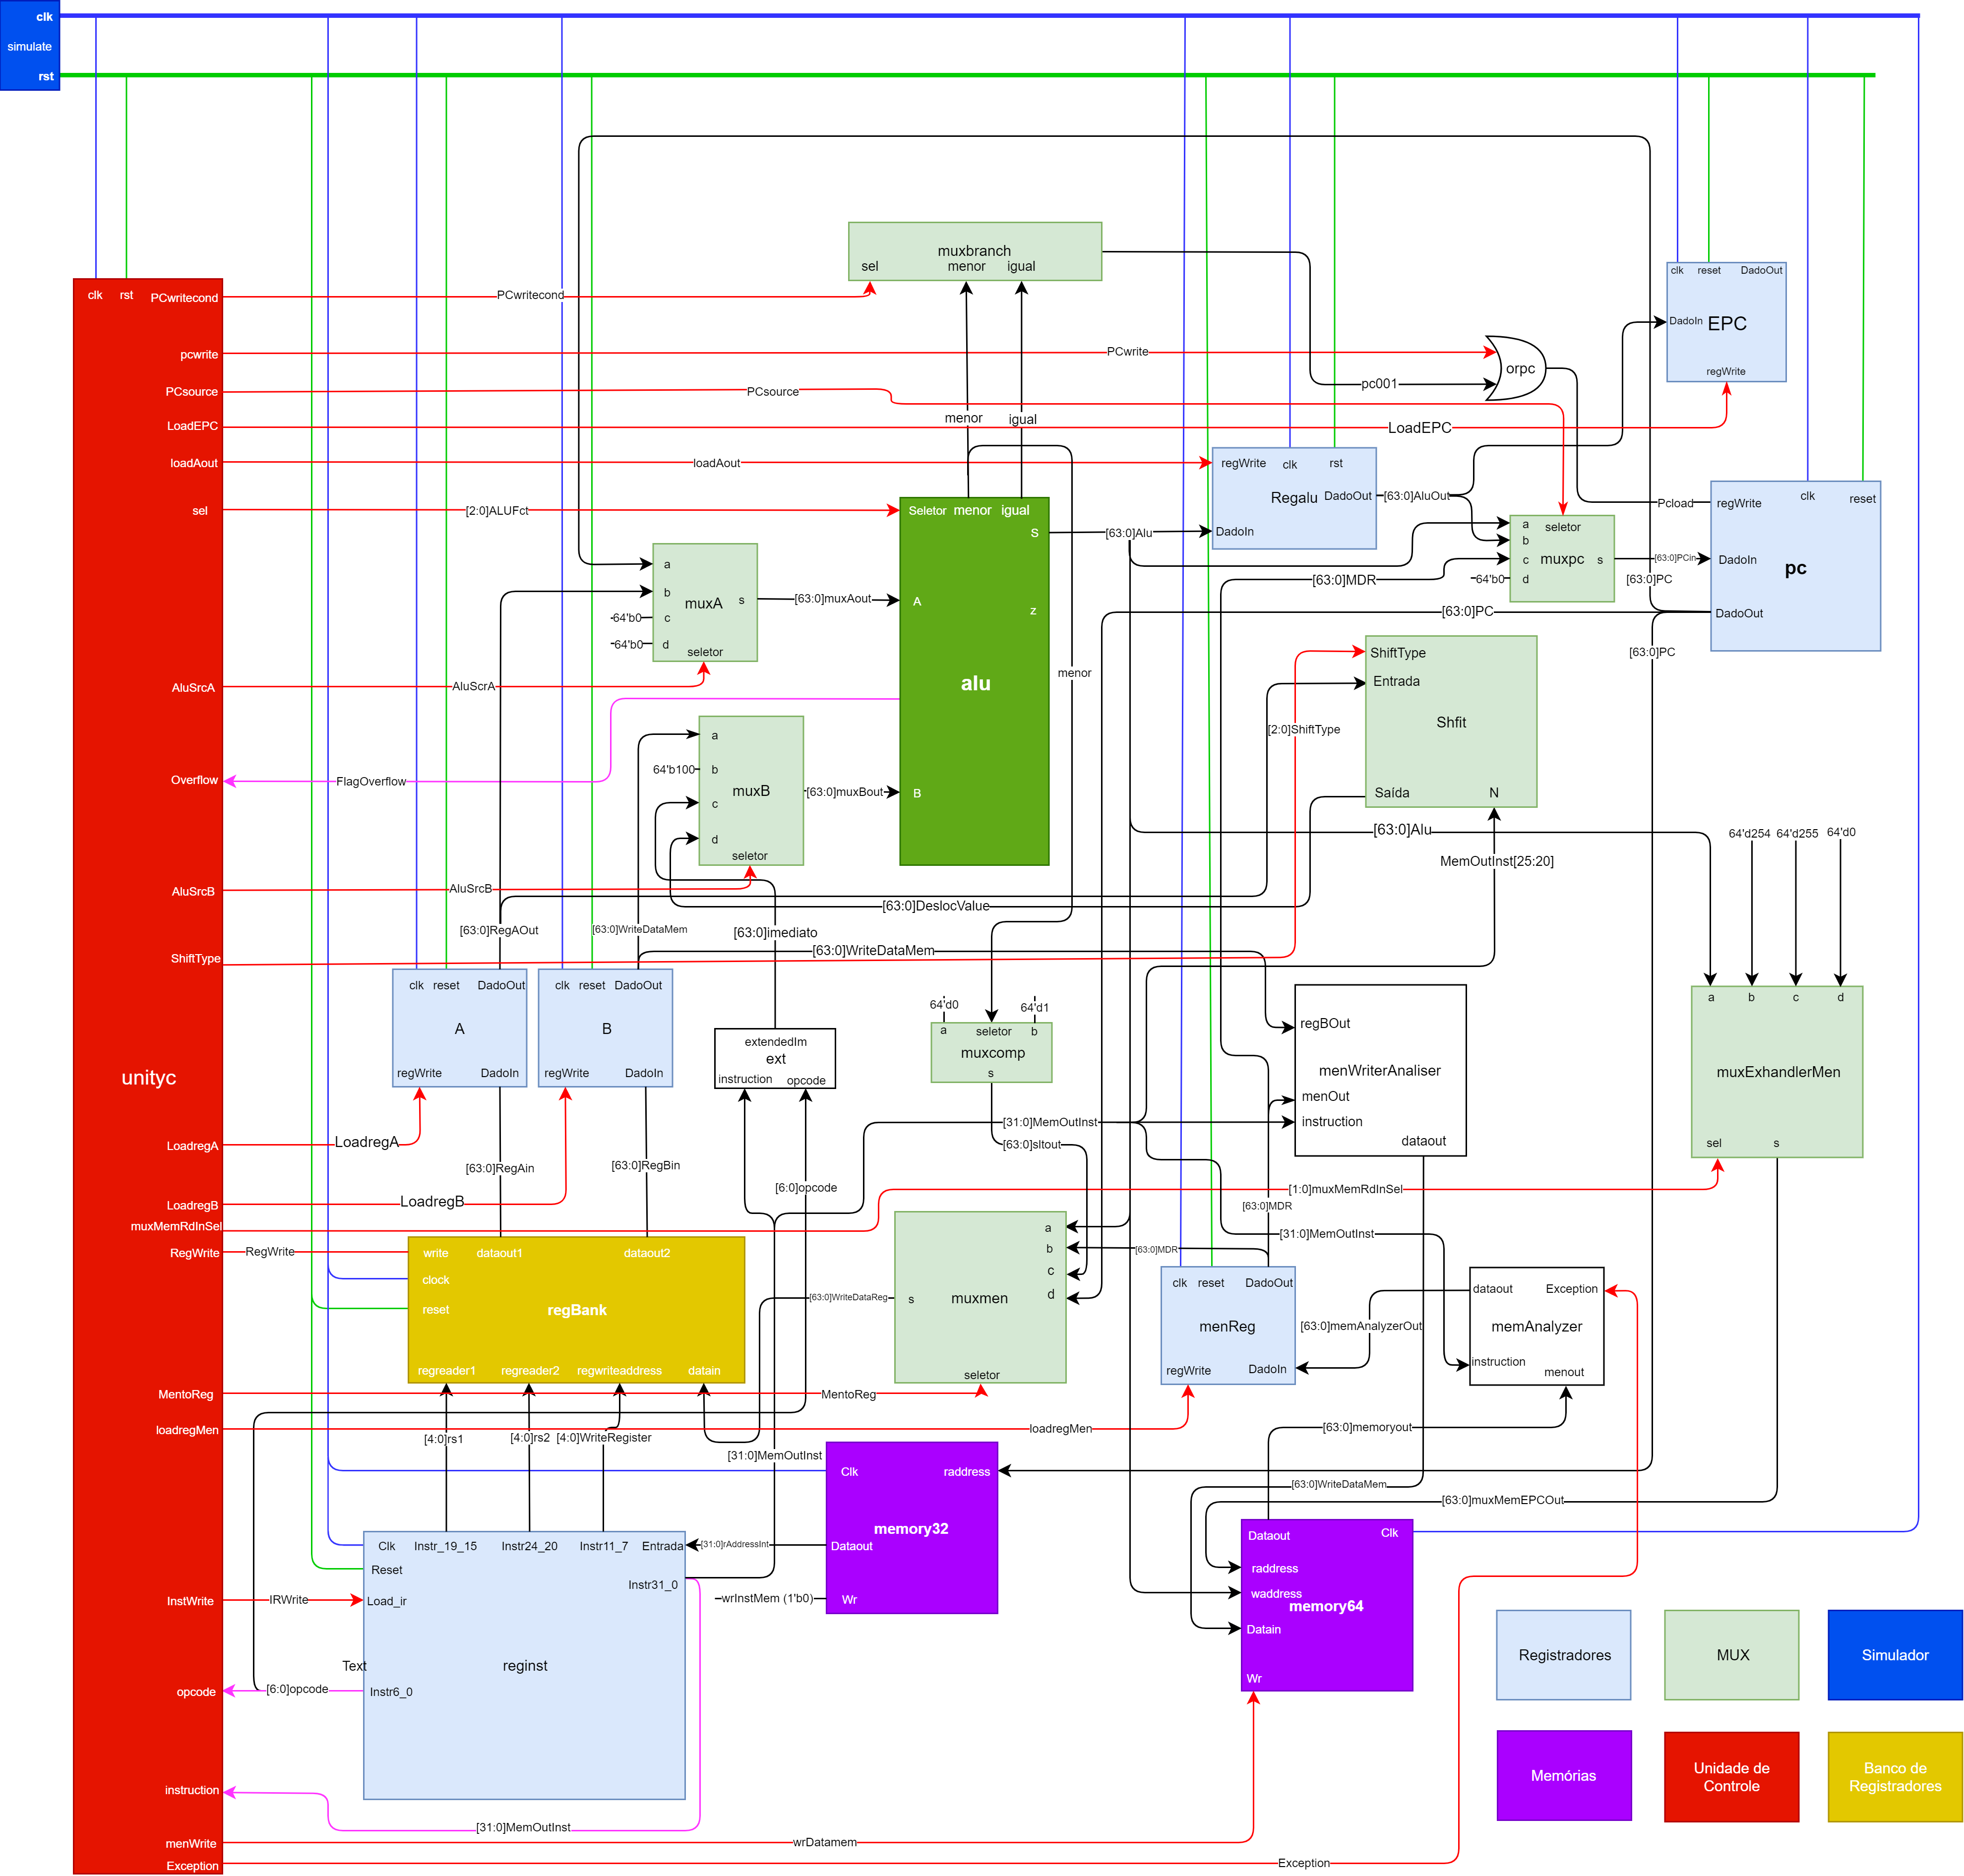 clk
simulate
rst
muxbranch
sel
menor
igual
clk
reset
DadoOut
DadoIn
EPC
regWrite
clk
rst
PCwritecond
PCwritecond
pcwrite
PCwrite
orpc
pc001
PCsource
PCsource
LoadEPC
LoadEPC
menor
igual
loadAout
loadAout
regWrite
clk
rst
Regalu
DadoOut
[63:0]AluOut
DadoIn
sel
[2:0]ALUFct
Seletor
menor
igual
S
[63:0]Alu
A
z
alu
B
seletor
a
b
c
d
muxpc
s
64'b0
[63:0]PCin
Pcload
regWrite
clk
reset
DadoIn
pc
DadoOut
[63:0]PC
[63:0]MDR
[63:0]PC
[63:0]PC
a
b
c
d
muxA
s
seletor
64'b0
64'b0
[63:0]muxAout
AluSrcA
AluScrA
menor
ShiftType
Entrada
Shfit
Saída
N
[2:0]ShiftType
a
b
c
d
muxB
seletor
64'b100
[63:0]muxBout
Overflow
FlagOverflow
[63:0]Alu
64'd254
64'd255
64'd0
MemOutInst[25:20]
AluSrcB
AluSrcB
[63:0]DeslocValue
[63:0]RegAOut
[63:0]WriteDataMem
[63:0]imediato
[63:0]WriteDataMem
ShiftType
clk
reset
DadoOut
A
regWrite
DadoIn
clk
reset
DadoOut
B
regWrite
DadoIn
extendedIm
ext
instruction
opcode
64'd0
64'd1
a
seletor
b
muxcomp
s
regBOut
menWriterAnaliser
menOut
instruction
dataout
a
b
c
d
muxExhandlerMen
sel
s
unityc
[31:0]MemOutInst
[63:0]sltout
LoadregA
LoadregA
[63:0]RegAin
[63:0]RegBin
[6:0]opcode
[1:0]muxMemRdInSel
LoadregB
LoadregB
[63:0]MDR
muxMemRdInSel
RegWrite
RegWrite
write
dataout1
dataout2
clock
reset
regBank
regreader1
regreader2
regwriteaddress
datain
a
b
c
d
s
muxmen
seletor
[63:0]WriteDataReg
[63:0]MDR
[31:0]MemOutInst
clk
reset
DadoOut
menReg
regWrite
DadoIn
[63:0]memAnalyzerOut
dataout
Exception
memAnalyzer
instruction
menout
MentoReg
MentoReg
loadregMen
loadregMen
[4:0]rs1
[4:0]rs2
[4:0]WriteRegister
[31:0]MemOutInst
[63:0]memoryout
Clk
raddress
memory32
Dataout
Wr
[63:0]WriteDataMem
[63:0]muxMemEPCOut
Dataout
Clk
raddress
waddress
memory64
Datain
Wr
Clk
Instr_19_15
Instr24_20
Instr11_7
Entrada
Reset
Instr31_0
Load_ir
reginst
Text
Instr6_0
[31:0]rAddressInt
wrInstMem (1'b0)
InstWrite
IRWrite
opcode
[6:0]opcode
instruction
[31:0]MemOutInst
menWrite
wrDatamem
Exception
Exception
Registradores
MUX
Simulador
Memórias
Unidade de
Controle
Banco de
Registradores